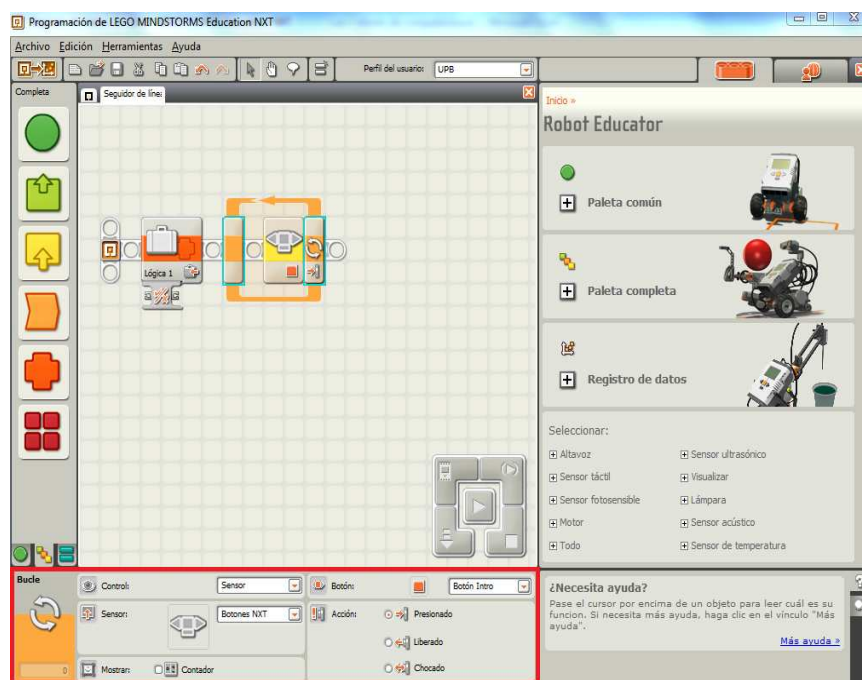 Programación de LEGO MINDSTORMS Education NXT
Archivo Edición Herramientas Ayuda
Perfil del usuario: UPB
Completa
Seguidor de líne
Inicio »
Robot Educator
Paleta común
Lógica 1
Paleta completa
Registro de datos
Seleccionar:
Altavoz Sensor ultrasónico
Sensor táctil Visualizar
Sensor fotosensible Lámpara
Motor Sensor acústico
Todo Sensor de temperatura
Bucle
Control: Sensor Botón: Botón Intro
Sensor: Botones NXT Acción: Presionado
Liberado
0 Mostrar: Contador Chocado
¿Necesita ayuda?
Pase el cursor por encima de un objeto para leer cuál es su
funcion. Si necesita más ayuda, haga clic en el vínculo "Más
ayuda".
Más ayuda »